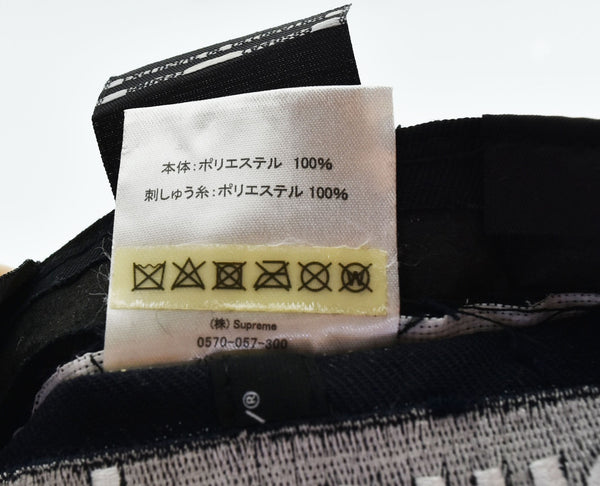 本体：ポリエステル 100%
刺しゅう糸：ポリエステル 100%
(株) Supreme
0570-057-300
®